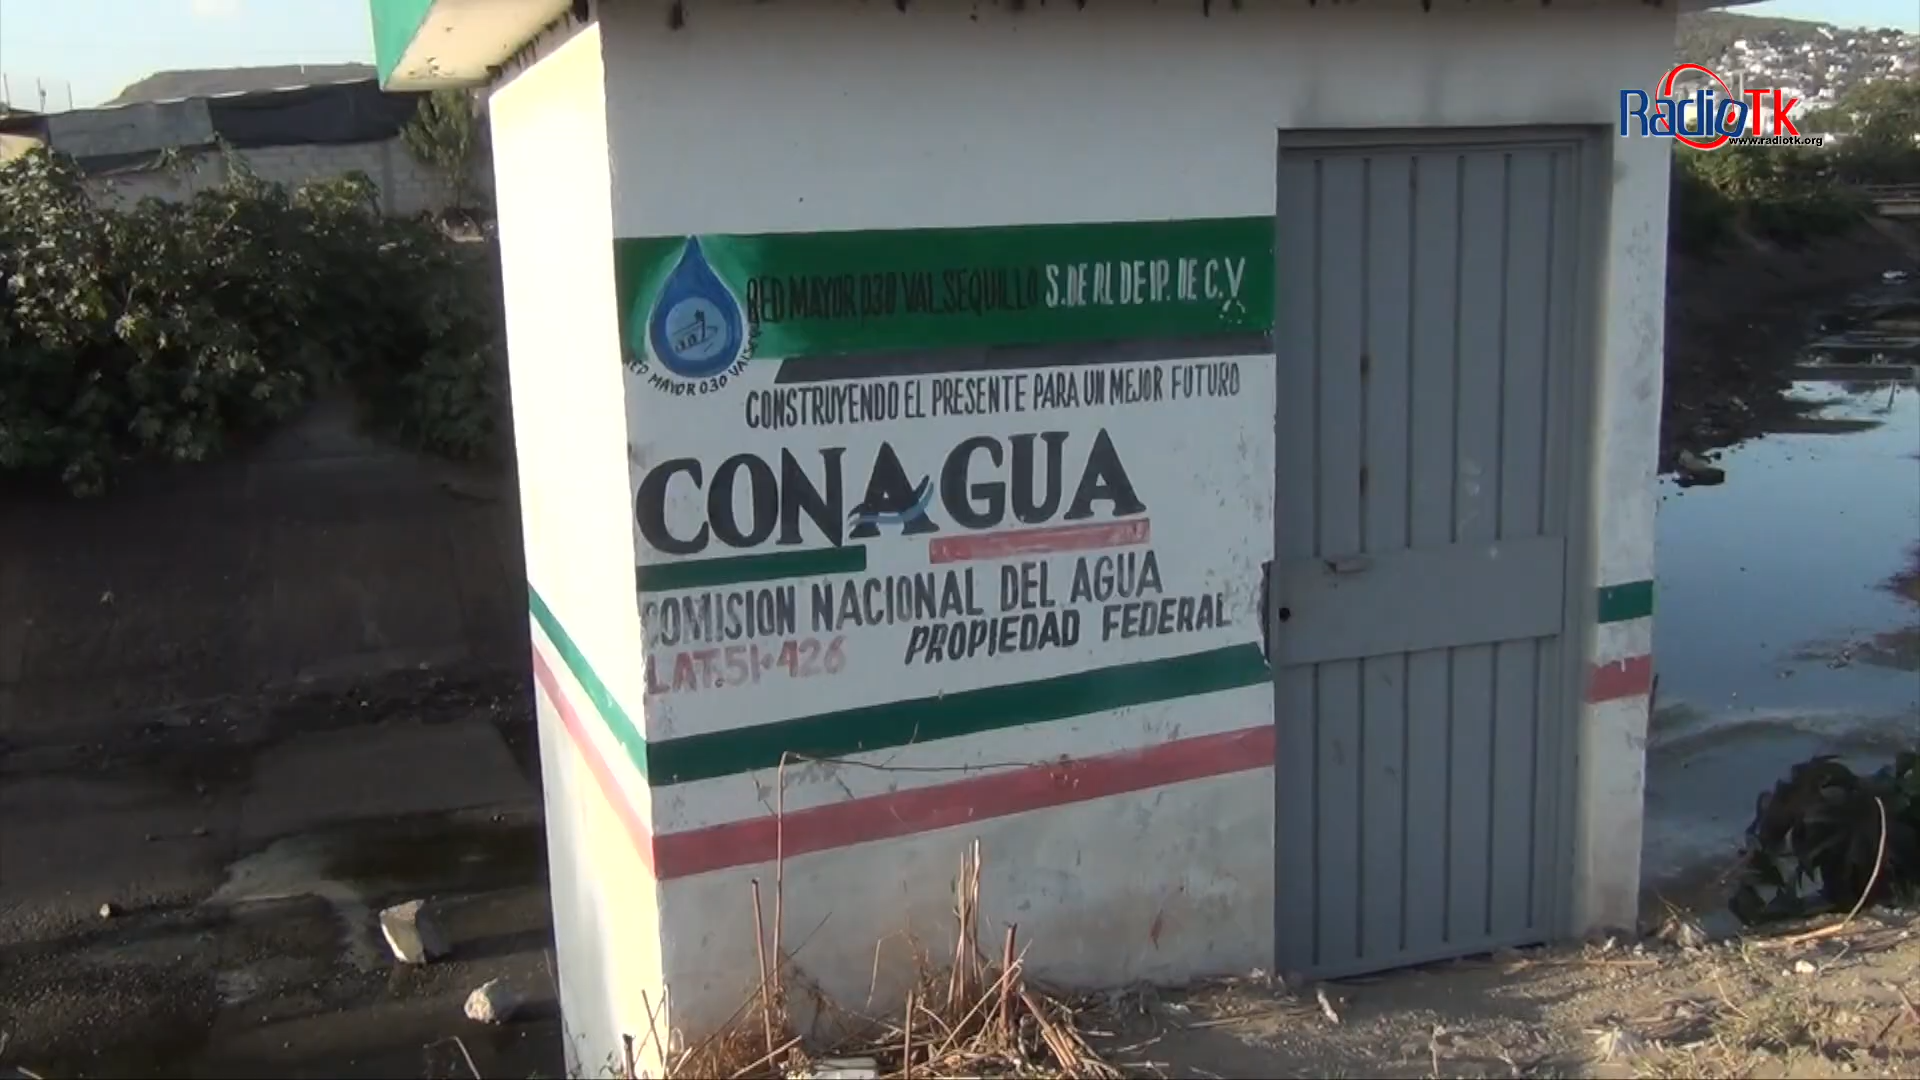 RadioTk
www.radiotk.org
RED MAYOR 030 VALSEQUILLO S. DE RL DE IP. DE C.V
RED MAYOR 030
CONSTRUYENDO EL PRESENTE PARA UN MEJOR FUTURO
CONAGUA
COMISION NACIONAL DEL AGUA
LAT.51+426 PROPIEDAD FEDERAL